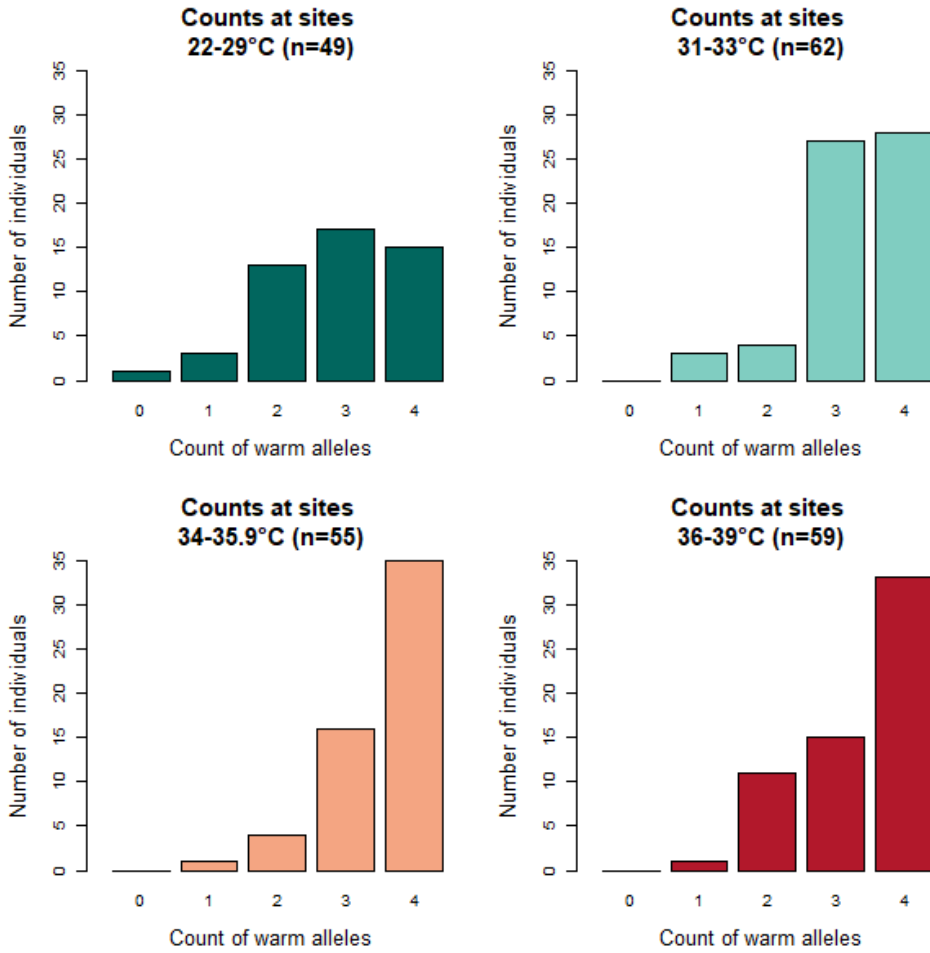 Counts at sites
22-29°C (n=49)
Number of individuals
35
30
25
20
15
10
5
0
0 1 2 3 4
Count of warm alleles
Counts at sites
31-33°C (n=62)
Number of individuals
35
30
25
20
15
10
5
0
0 1 2 3 4
Count of warm alleles
Counts at sites
34-35.9°C (n=55)
Number of individuals
35
30
25
20
15
10
5
0
0 1 2 3 4
Count of warm alleles
Counts at sites
36-39°C (n=59)
Number of individuals
35
30
25
20
15
10
5
0
0 1 2 3 4
Count of warm alleles